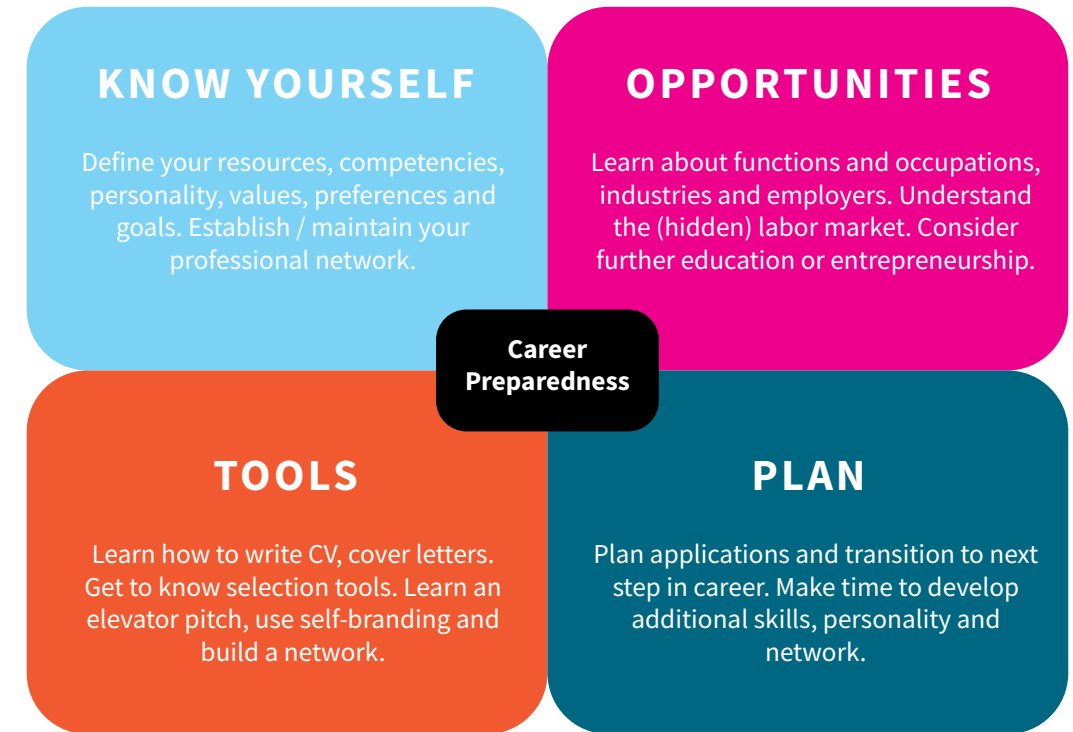 KNOW YOURSELF
Define your resources, competencies,
personality, values, preferences and
goals. Establish / maintain your
professional network.
OPPORTUNITIES
Learn about functions and occupations,
industries and employers. Understand
the (hidden) labor market. Consider
further education or entrepreneurship.
Career
Preparedness
TOOLS
Learn how to write CV, cover letters.
Get to know selection tools. Learn an
elevator pitch, use self-branding and
build a network.
PLAN
Plan applications and transition to next
step in career. Make time to develop
additional skills, personality and
network.